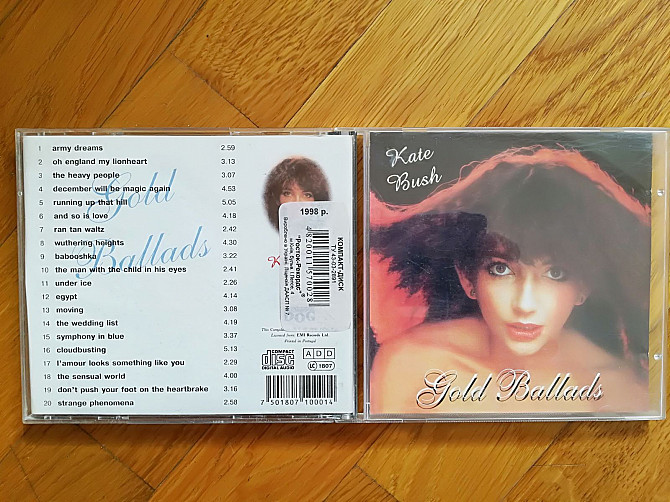 1 army dreams 2.59
2 oh england my lionheart 3.13
3 the heavy people 3.07
4 december will be magic again 4.53
5 running up that hill 5.05
6 and so is love 4.18
7 ran tan waltz 2.42
8 wuthering heights 4.29
9 babooshka 3.22
10 the man with the child in his eyes 2.41
11 under ice 2.26
12 egypt 4.14
13 moving 3.08
14 the wedding list 4.19
15 symphony in blue 3.37
16 cloudbusting 5.13
17 l'amour looks something like you 2.31
18 the sensual world 4.00
19 don't push your foot on the heartbrake 3.16
20 strange phenomena 2.58
Gold
Ballads
1998 р.
КОМПАКТ-ДИСК
"Росток-Рекордс"
EMI Records Ltd.
Printed in Portugal
COMPACT
disc
DIGITAL AUDIO
A D D
LC 1807
7 501807 100014
Kate
Bush
Gold Ballads